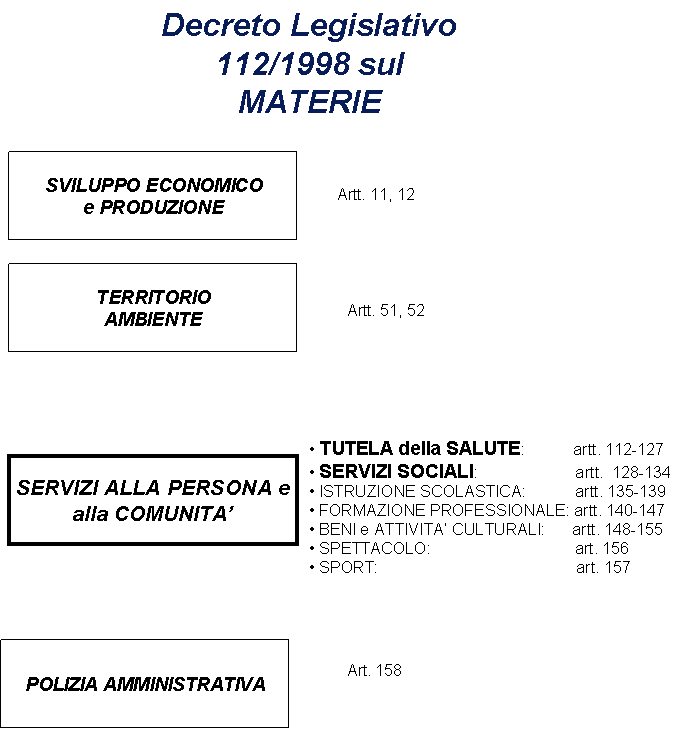 Decreto Legislativo
112/1998 sul
MATERIE
SVILUPPO ECONOMICO
e PRODUZIONE
Artt. 11, 12
TERRITORIO
AMBIENTE
Artt. 51, 52
SERVIZI ALLA PERSONA e
alla COMUNITA’
• TUTELA della SALUTE: artt. 112-127
• SERVIZI SOCIALI: artt. 128-134
• ISTRUZIONE SCOLASTICA: artt. 135-139
• FORMAZIONE PROFESSIONALE: artt. 140-147
• BENI e ATTIVITA’ CULTURALI: artt. 148-155
• SPETTACOLO: art. 156
• SPORT: art. 157
POLIZIA AMMINISTRATIVA
Art. 158